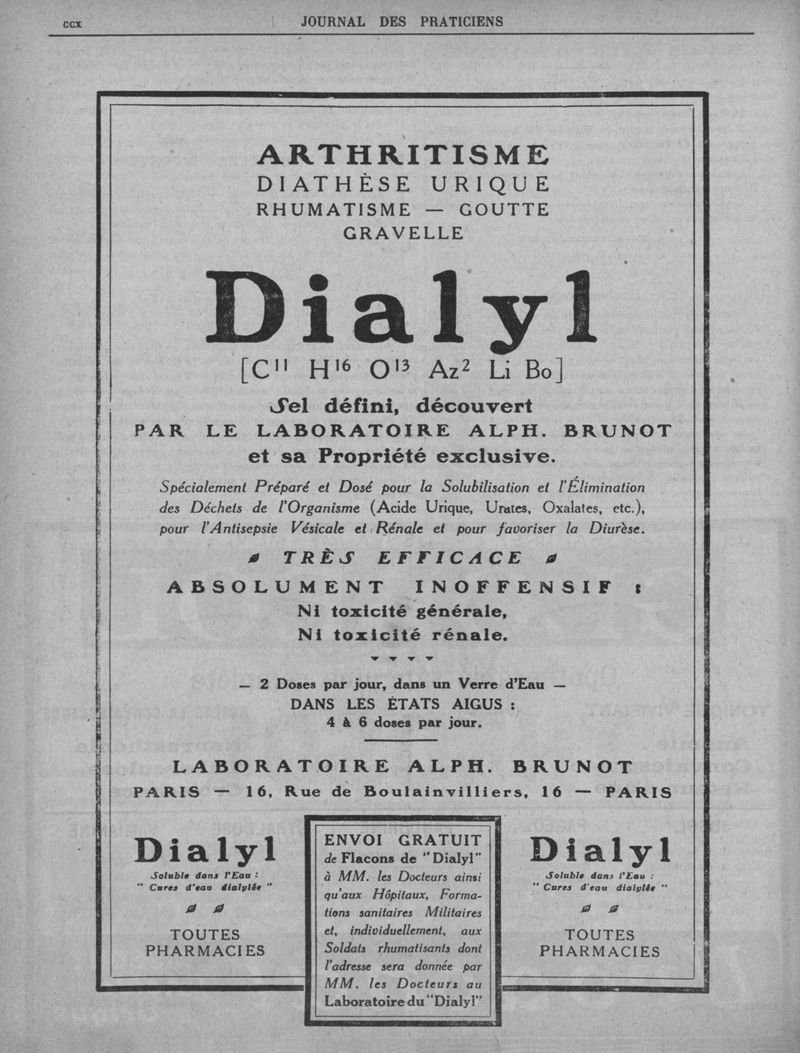 ccx
JOURNAL DES PRATICIENS
ARTHRITISME
DIATHÈSE URIQUE
RHUMATISME — GOUTTE
GRAVELLE
Dialyl
[C¹¹ H¹⁶ O¹³ Az² Li Bo]
Sel défini, découvert
PAR LE LABORATOIRE ALPH. BRUNOT
et sa Propriété exclusive.
Spécialement Préparé et Dosé pour la Solubilisation et l'Élimination
des Déchets de l'Organisme (Acide Urique, Urates, Oxalates, etc.),
pour l'Antisepsie Vésicale et Rénale et pour favoriser la Diurèse.
TRÈS EFFICACE
ABSOLUMENT INOFFENSIF :
Ni toxicité générale,
Ni toxicité rénale.
— 2 Doses par jour, dans un Verre d'Eau —
DANS LES ÉTATS AIGUS :
4 à 6 doses par jour.
LABORATOIRE ALPH. BRUNOT
PARIS — 16, Rue de Boulainvilliers, 16 — PARIS
Dialyl
Soluble dans l'Eau :
" Cures d'eau dialylée "
TOUTES
PHARMACIES
ENVOI GRATUIT
de Flacons de "Dialyl"
à MM. les Docteurs ainsi
qu'aux Hôpitaux, Forma-
tions sanitaires Militaires
et, individuellement, aux
Soldats rhumatisants dont
l'adresse sera donnée par
MM. les Docteurs au
Laboratoire du "Dialyl"
Dialyl
Soluble dans l'Eau :
" Cures d'eau dialylée "
TOUTES
PHARMACIES